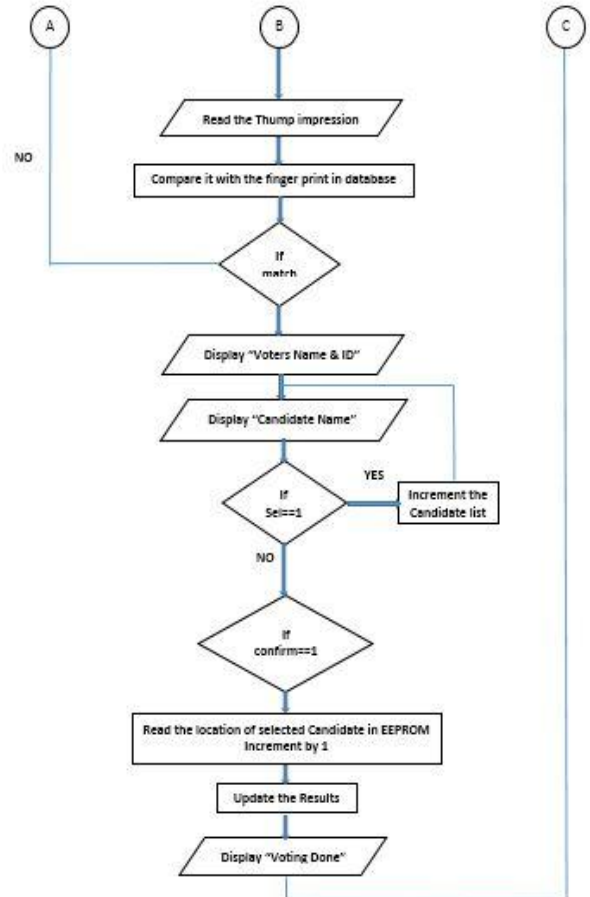 A
B
C
Read the Thump impression
NO
Compare it with the finger print in database
If
match
Display "Voters Name & ID"
Display "Candidate Name"
YES
If
Sel==1
Increment the
Candidate list
NO
If
confirm==1
Read the location of selected Candidate in EEPROM
Increment by 1
Update the Results
Display "Voting Done"